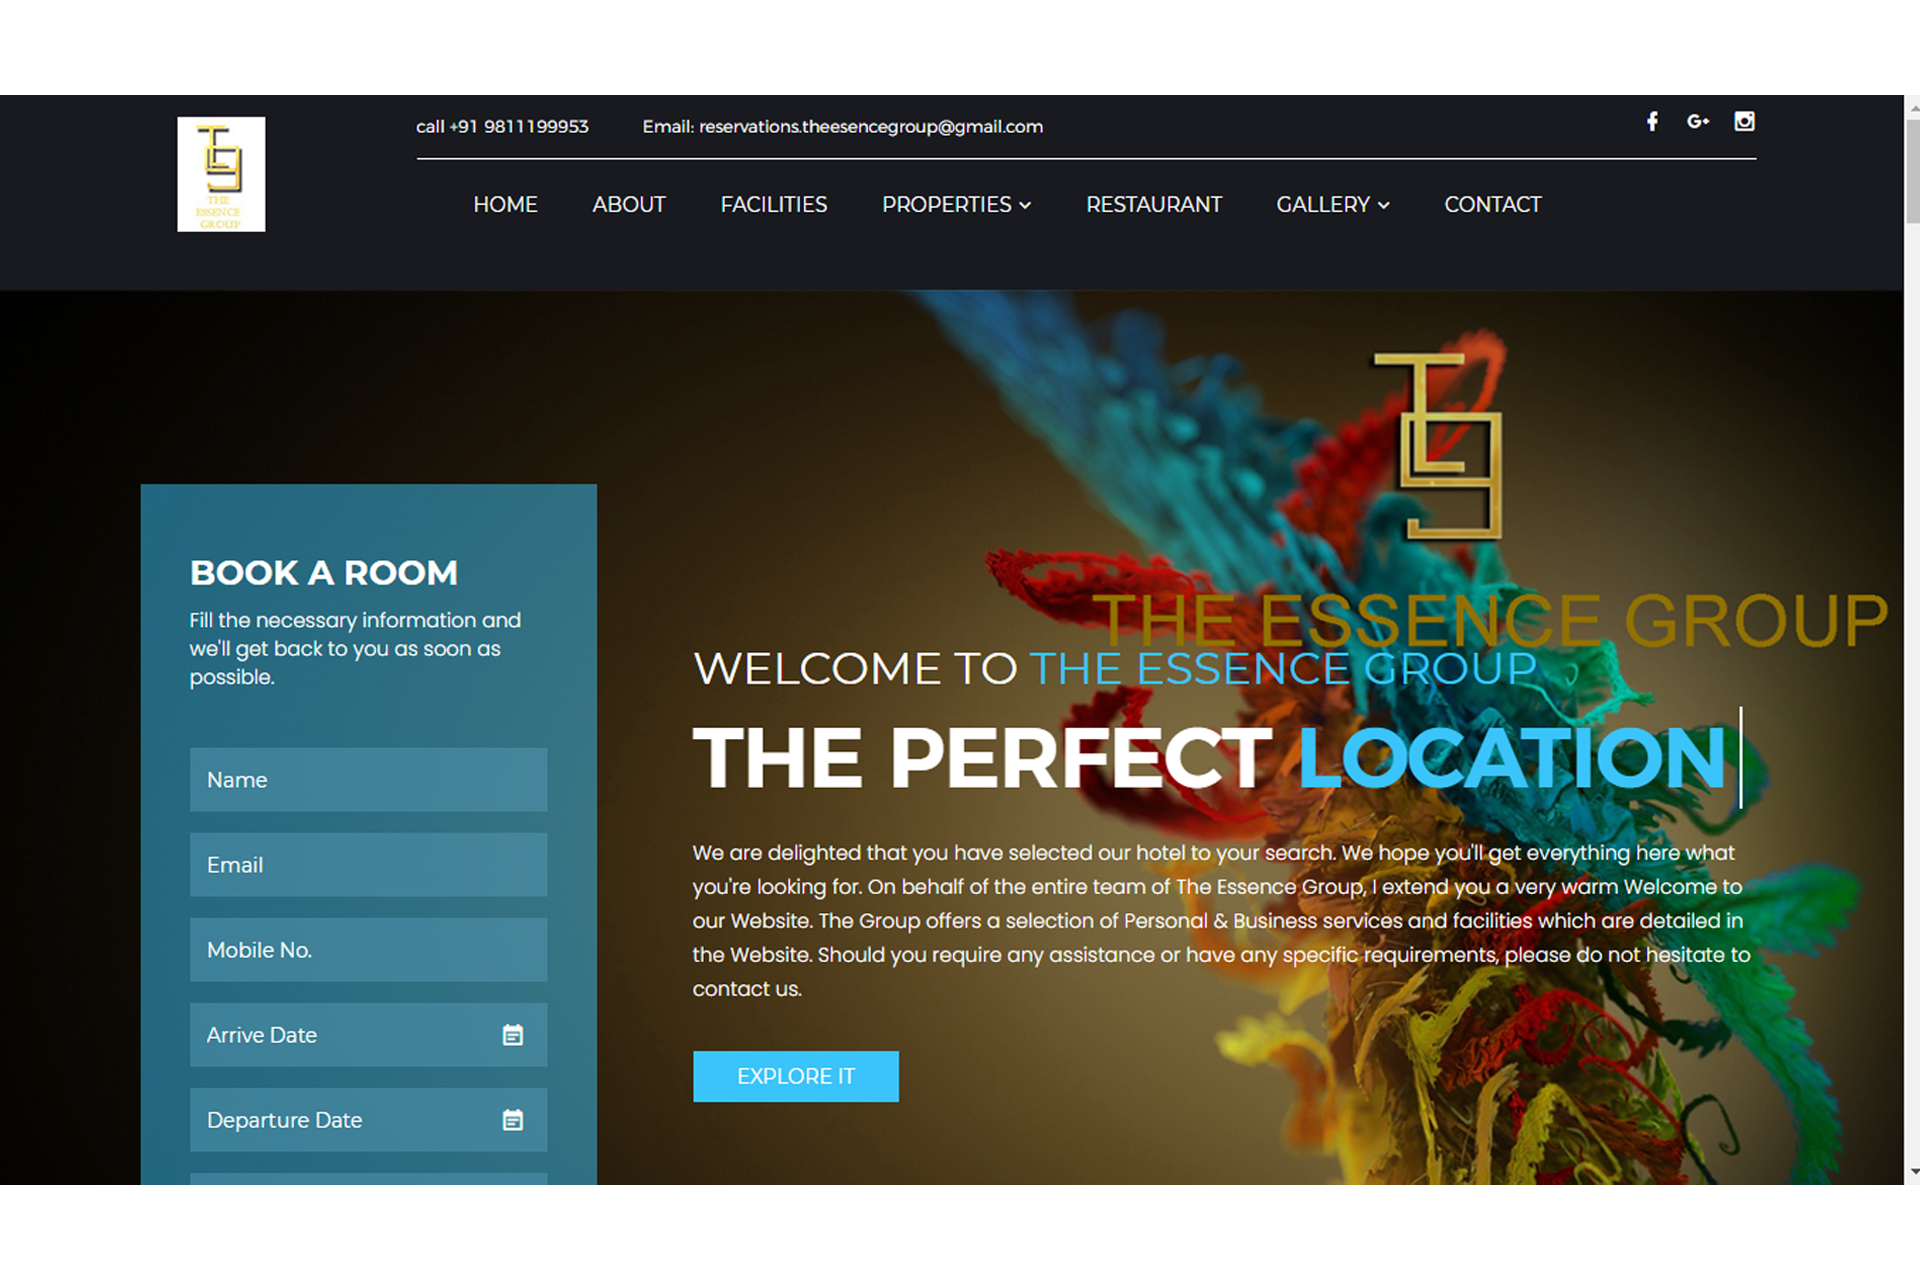 call +91 9811199953
Email: reservations.theesencegroup@gmail.com
THE
ESSENCE
GROUP
HOME
ABOUT
FACILITIES
PROPERTIES
RESTAURANT
GALLERY
CONTACT
THE ESSENCE GROUP
BOOK A ROOM
Fill the necessary information and
we'll get back to you as soon as
possible.
Name
Email
Mobile No.
Arrive Date
Departure Date
WELCOME TO THE ESSENCE GROUP
THE PERFECT LOCATION
We are delighted that you have selected our hotel to your search. We hope you'll get everything here what
you're looking for. On behalf of the entire team of The Essence Group, I extend you a very warm Welcome to
our Website. The Group offers a selection of Personal & Business services and facilities which are detailed in
the Website. Should you require any assistance or have any specific requirements, please do not hesitate to
contact us.
EXPLORE IT